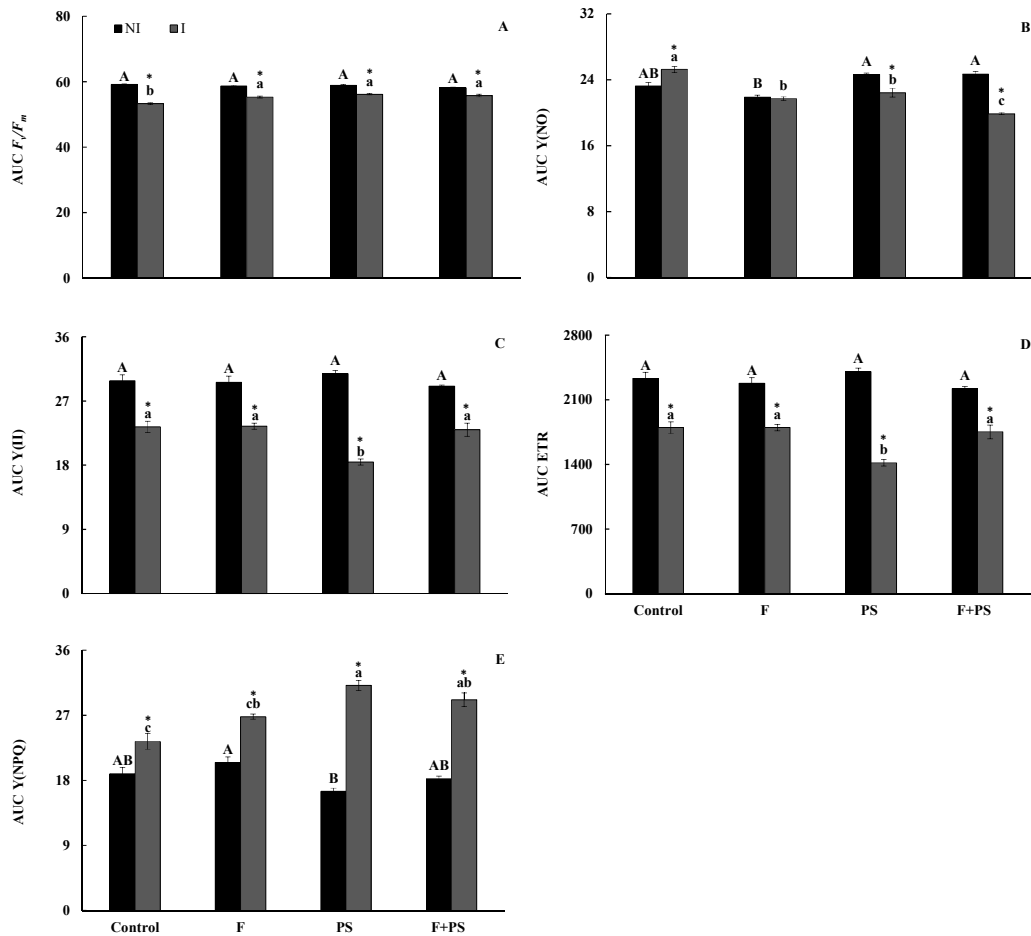 NI I A
80
60
40
20
0
AUC Fv/Fm
A * b A * a A * a A * a
B
32
24
16
8
0
AUC Y(NO)
AB * a B b A * b A * c
C
36
27
18
9
0
AUC Y(II)
A * a A * a A * b A * a
D
2800
2100
1400
700
0
AUC ETR
A * a A * a A * b A * a
Control F PS F+PS
E
36
27
18
9
0
AUC Y(NPQ)
AB * c A * cb B * a AB * ab
Control F PS F+PS